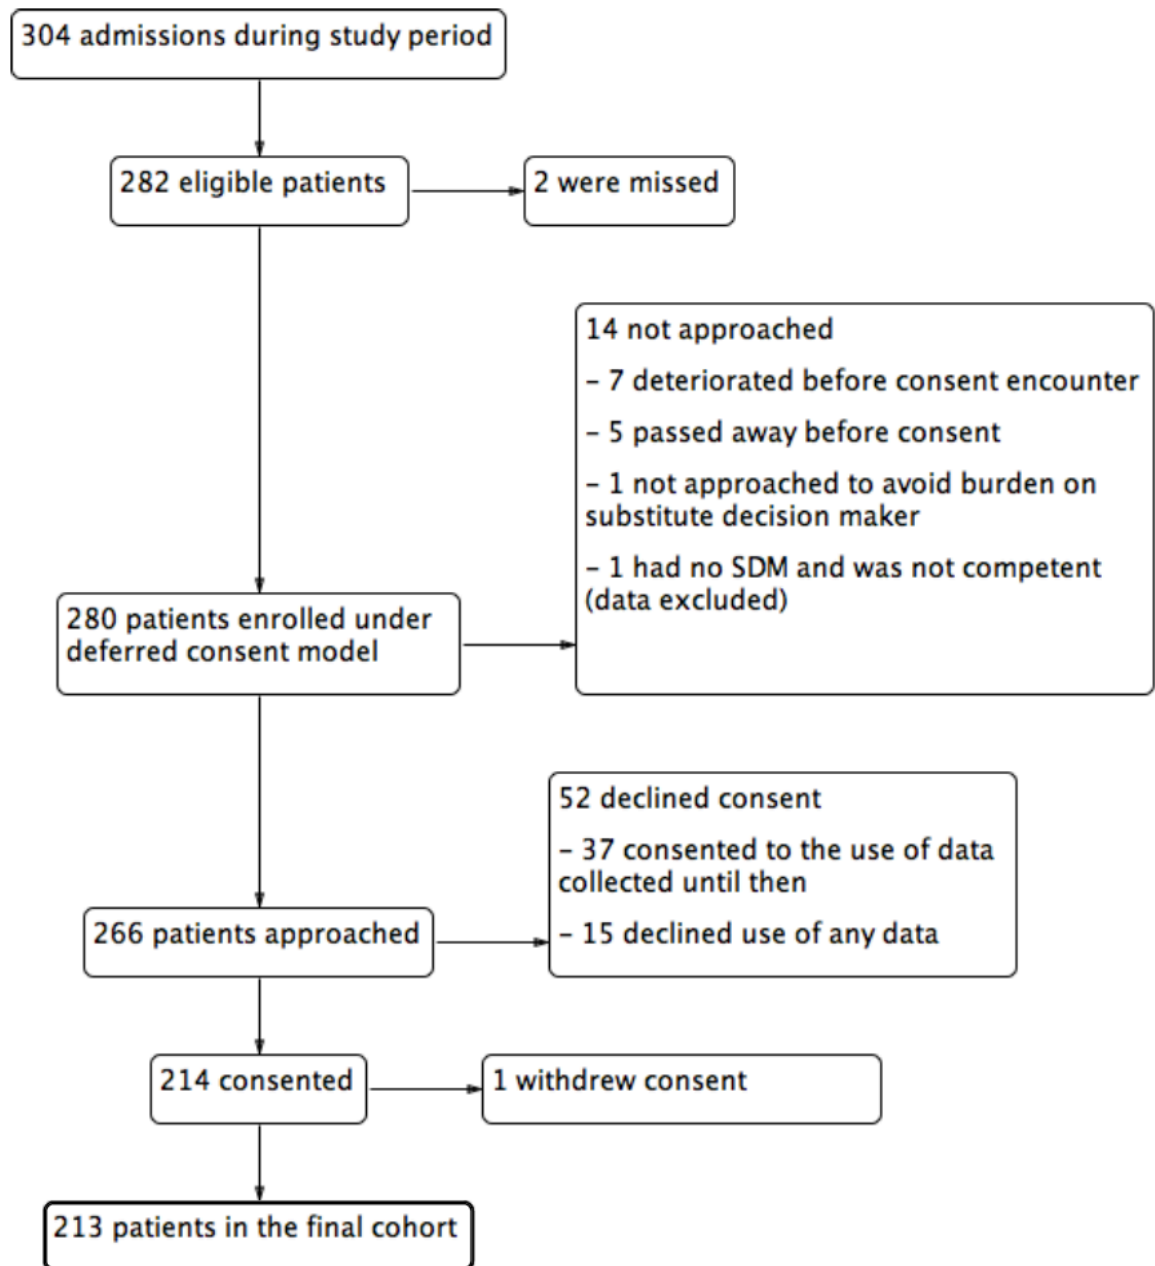 304 admissions during study period
282 eligible patients
2 were missed
14 not approached
– 7 deteriorated before consent encounter
– 5 passed away before consent
– 1 not approached to avoid burden on
substitute decision maker
– 1 had no SDM and was not competent
(data excluded)
280 patients enrolled under
deferred consent model
52 declined consent
– 37 consented to the use of data
collected until then
– 15 declined use of any data
266 patients approached
214 consented
1 withdrew consent
213 patients in the final cohort